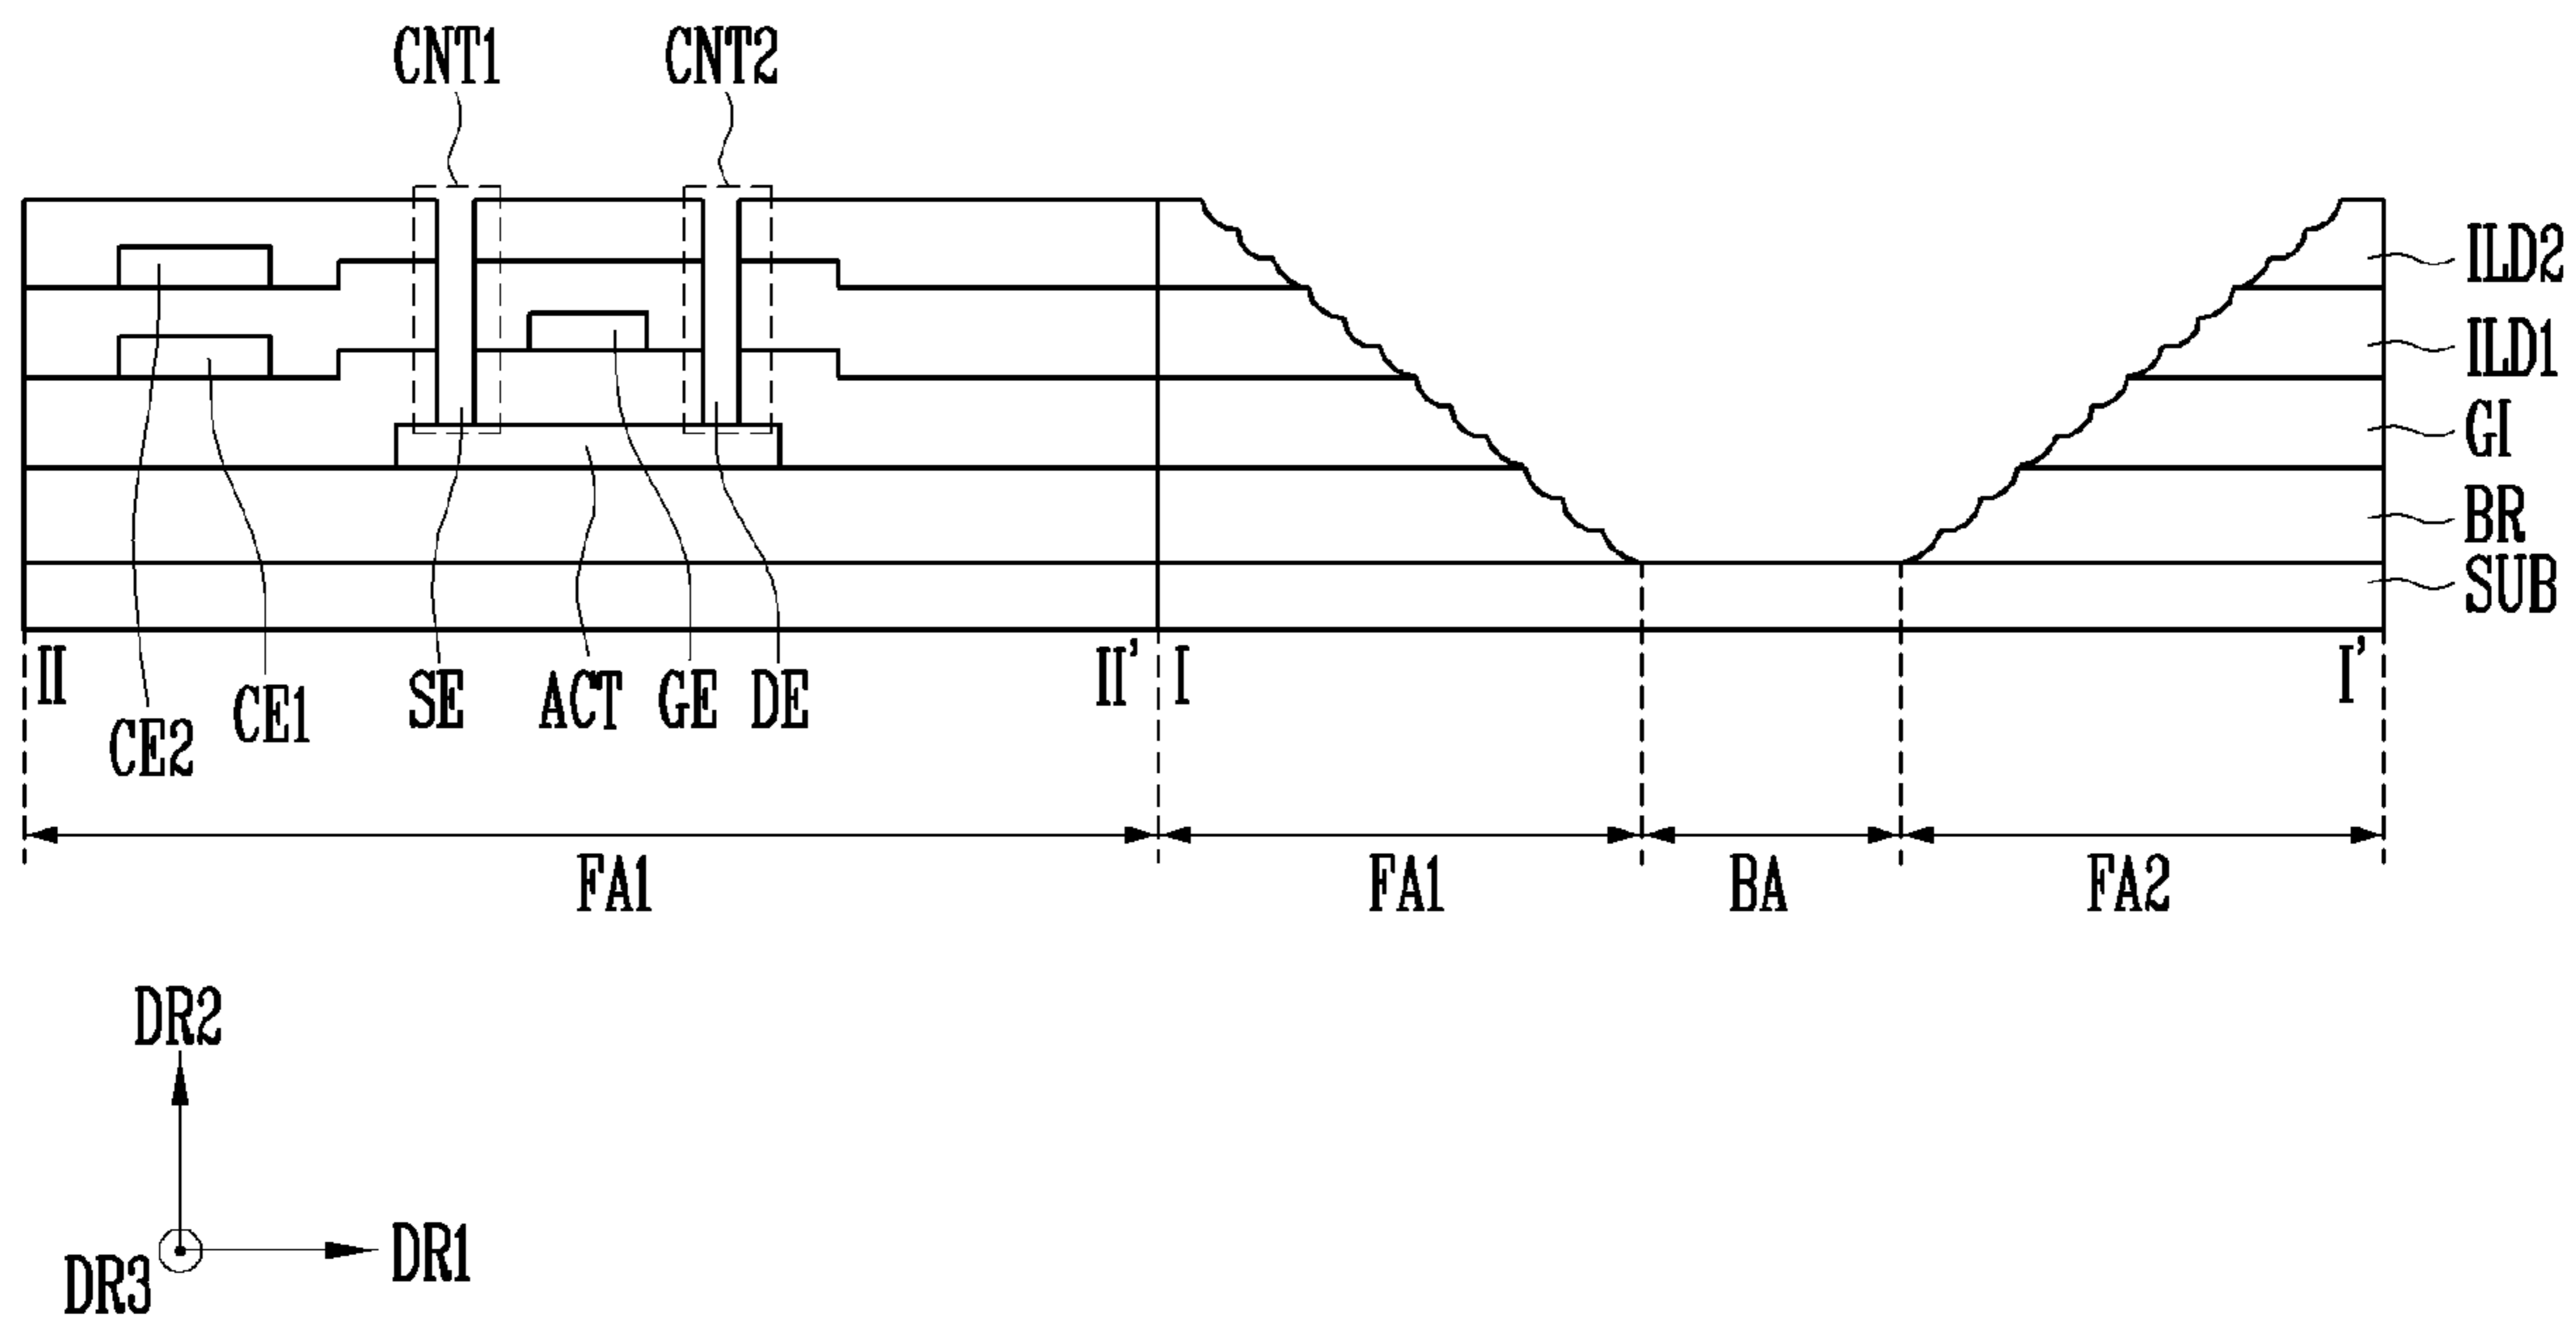 CNT1 CNT2
ILD2
ILD1
GI
BR
SUB
II II' I I'
CE2 CE1 SE ACT GE DE
FA1 FA1 BA FA2
DR2
DR3 DR1